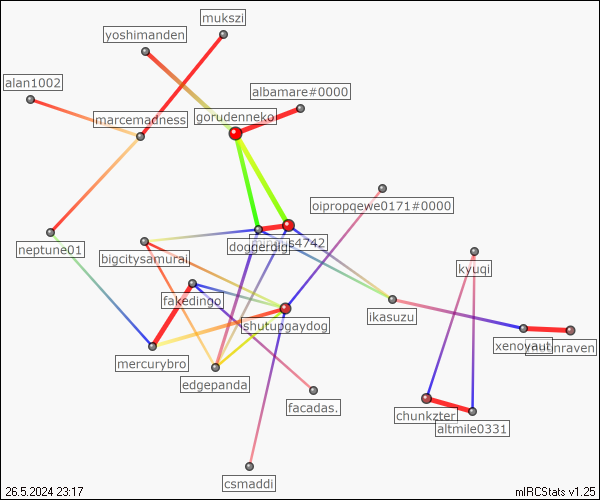 mukszi
yoshimanden
alan1002
albamare#0000
marcemadness
gorudenneko
oipropqewe0171#0000
doggerdig
s4742
neptune01
bigcitysamurai
kyuqi
fakedingo
ikasuzu
shutupgaydog
xenoyaut
nraven
mercurybro
edgepanda
facadas.
chunkzter
altmile0331
csmaddi
26.5.2024 23:17
mIRCStats v1.25